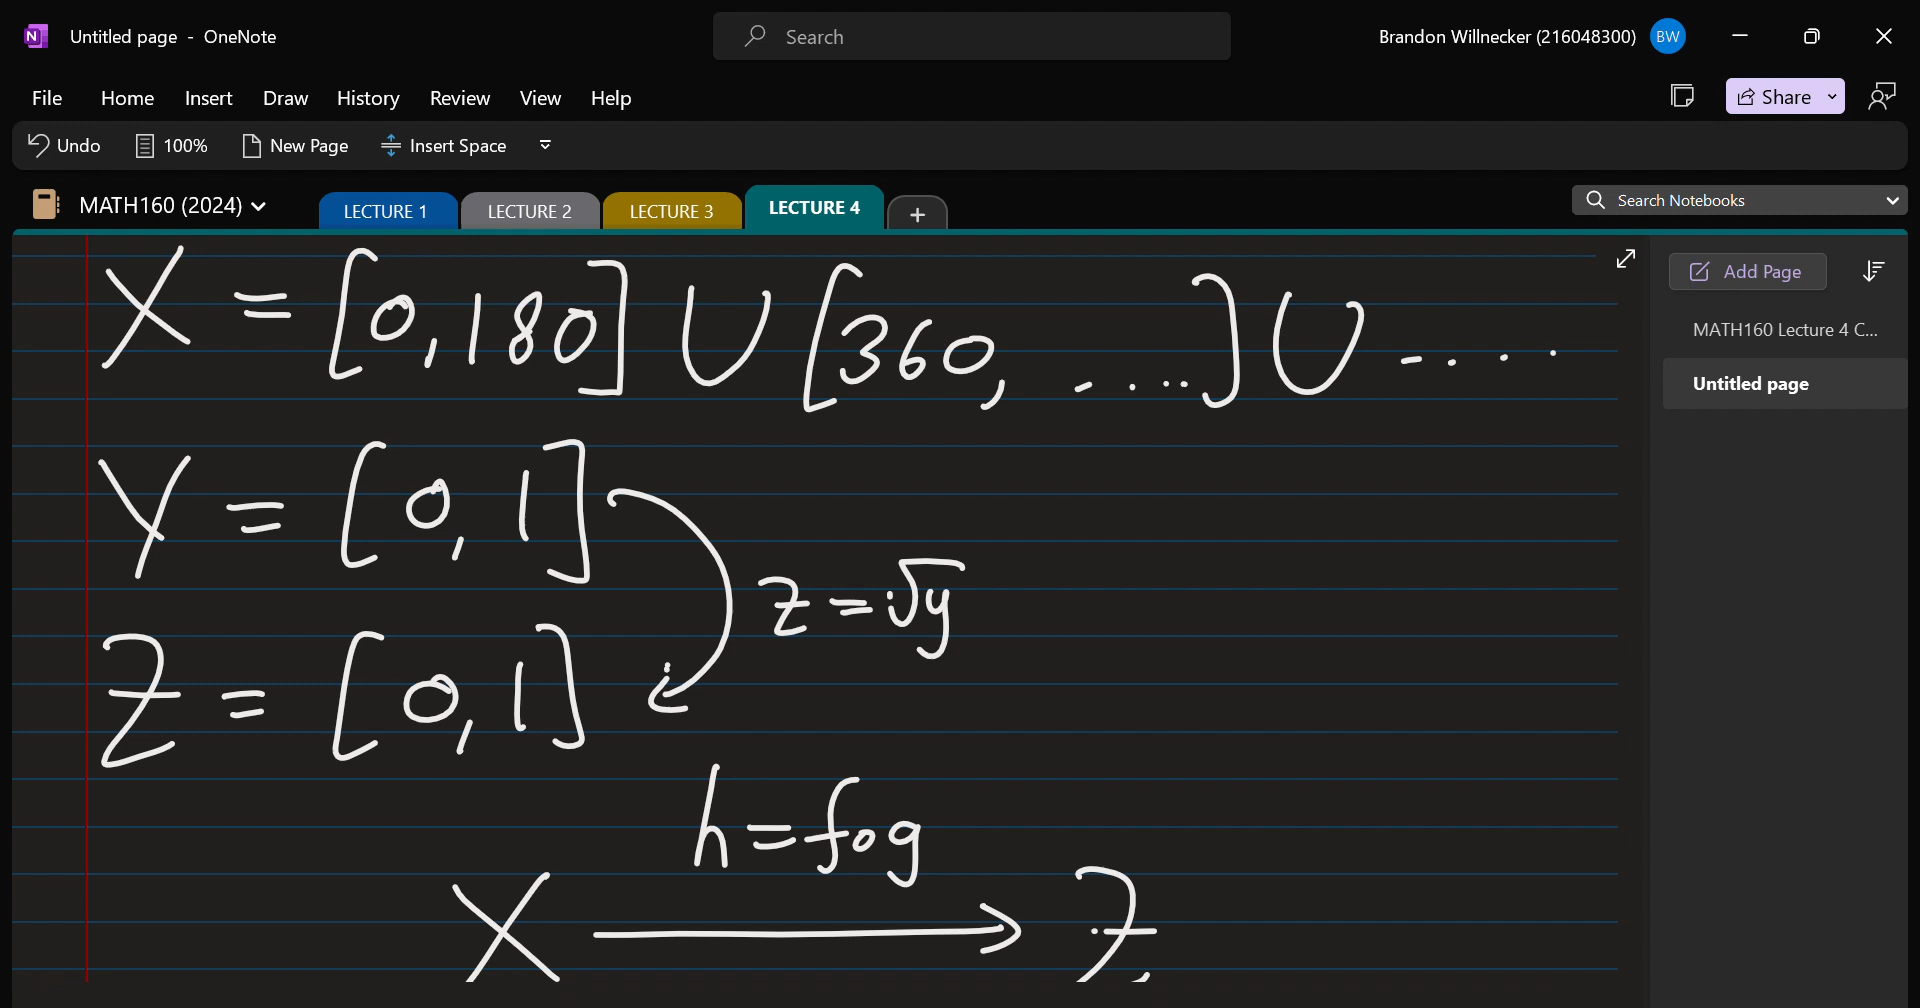 Untitled page - OneNote
Search
Brandon Willnecker (216048300) BW
File Home Insert Draw History Review View Help
Share
Undo 100% New Page Insert Space
MATH160 (2024) LECTURE 1 LECTURE 2 LECTURE 3 LECTURE 4 +
Search Notebooks
Add Page
MATH160 Lecture 4 C...
Untitled page
X = [0,180] U [360, ....] U ....
Y = [0,1]
z = √y
Z = [0,1]
h = fog
X → Z